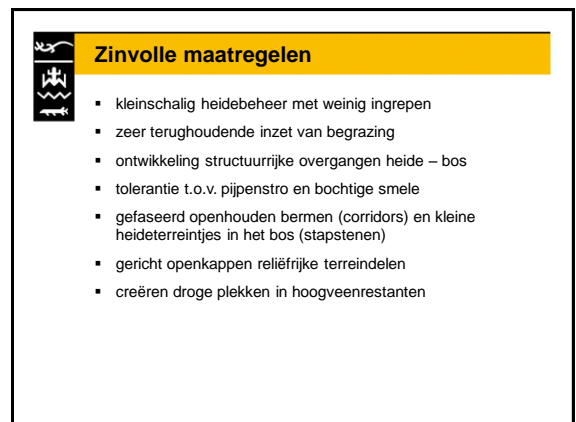 Zinvolle maatregelen
▪ kleinschalig heidebeheer met weinig ingrepen
▪ zeer terughoudende inzet van begrazing
▪ ontwikkeling structuurrijke overgangen heide – bos
▪ tolerantie t.o.v. pijpenstro en bochtige smele
▪ gefaseerd openhouden bermen (corridors) en kleine
heideterreintjes in het bos (stapstenen)
▪ gericht openkappen reliëfrijke terreindelen
▪ creëren droge plekken in hoogveenrestanten